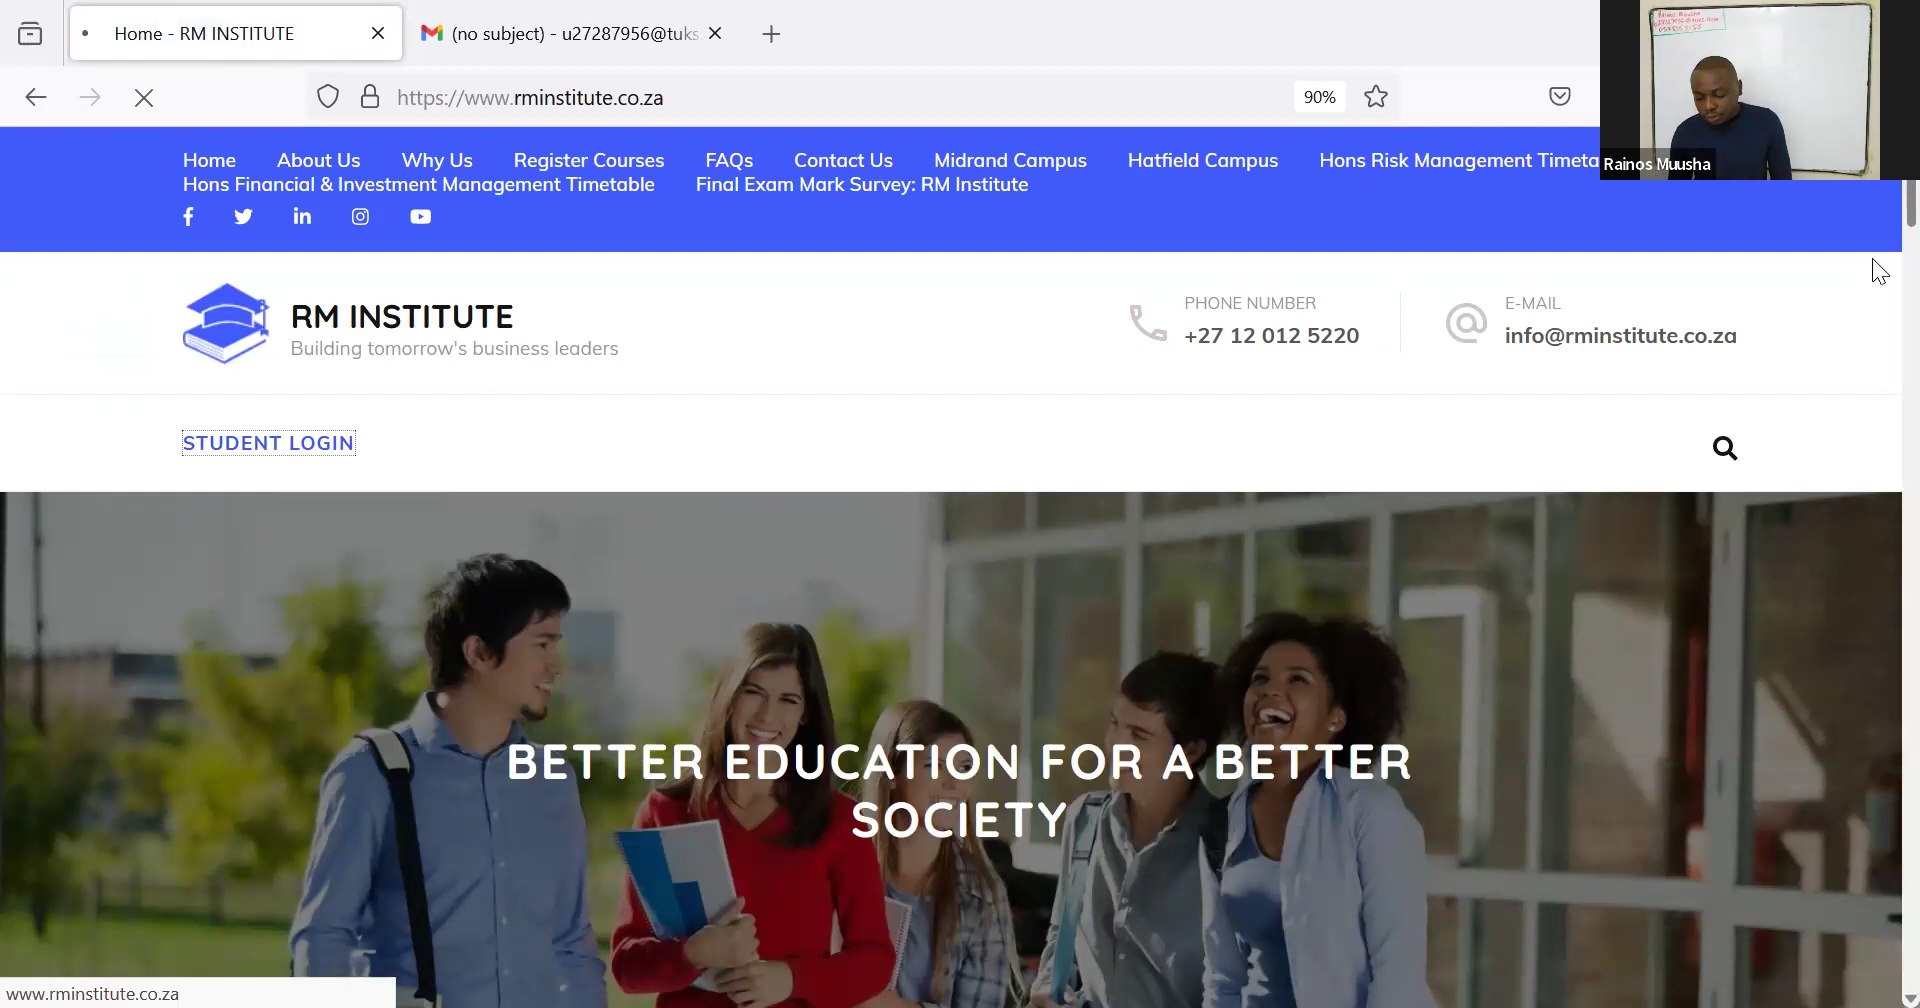 Home - RM INSTITUTE
(no subject) - u27287956@tuks
https://www.rminstitute.co.za
90%
Home About Us Why Us Register Courses FAQs Contact Us Midrand Campus Hatfield Campus Hons Risk Management Timeta
Hons Financial & Investment Management Timetable Final Exam Mark Survey: RM Institute
Rainos Muusha
RM INSTITUTE
Building tomorrow's business leaders
PHONE NUMBER
+27 12 012 5220
E-MAIL
info@rminstitute.co.za
STUDENT LOGIN
BETTER EDUCATION FOR A BETTER
SOCIETY
www.rminstitute.co.za